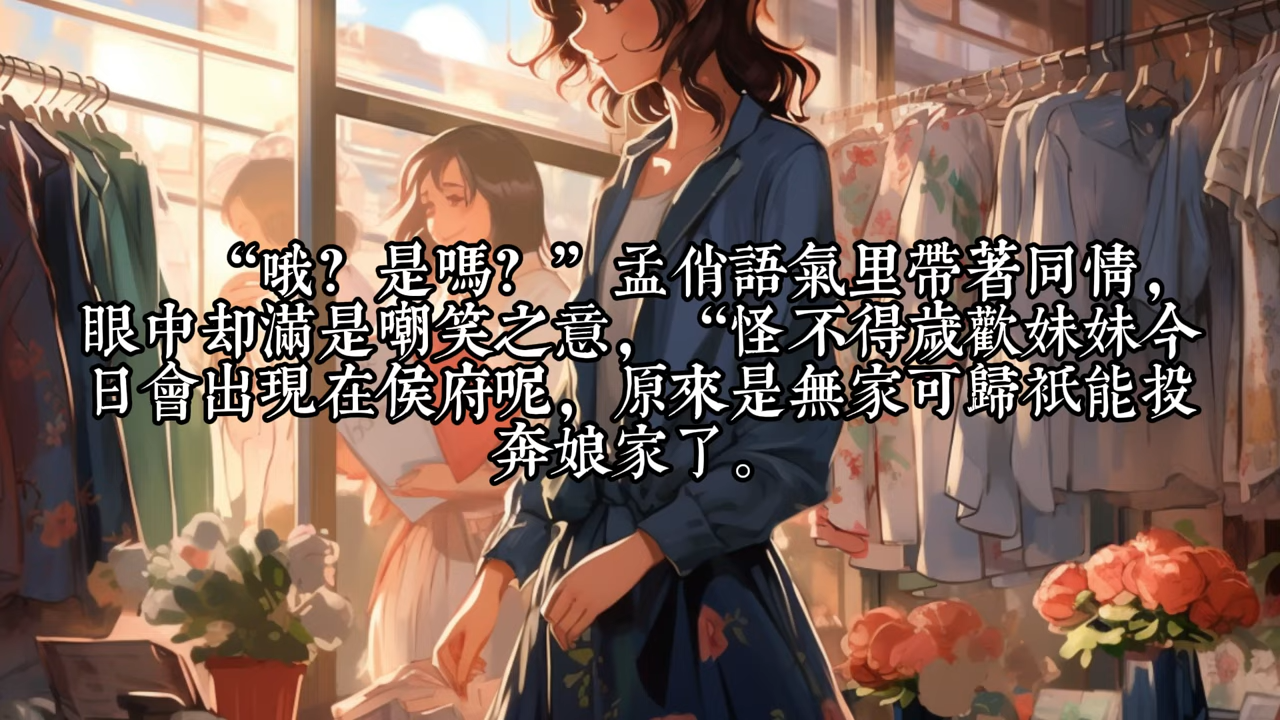 “哦？是嗎？”孟俏語氣里帶著同情，
眼中却滿是嘲笑之意，“怪不得歲歡妹妹今
日會出現在侯府呢，原來是無家可歸祇能投
奔娘家了。